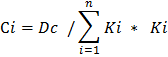 Ci = Dc / ∑_{i=1}^{n} Ki * Ki